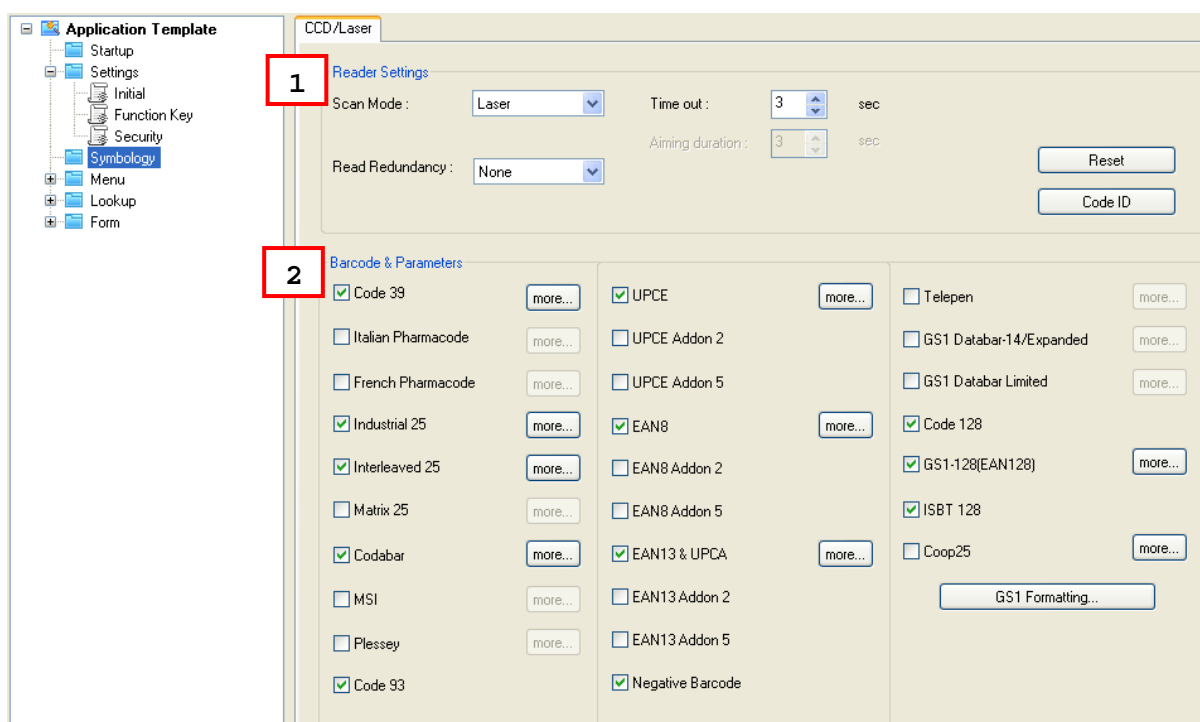 Application Template
Startup
Settings
Initial
Function Key
Security
Symbology
Menu
Lookup
Form
CCD/Laser
1
Reader Settings
Scan Mode : Laser Time out : 3 sec
Aiming duration : 3 sec
Read Redundancy : None
Reset
Code ID
2
Barcode & Parameters
Code 39 more...
Italian Pharmacode more...
French Pharmacode more...
Industrial 25 more...
Interleaved 25 more...
Matrix 25 more...
Codabar more...
MSI more...
Plessey more...
Code 93
UPCE more...
UPCE Addon 2
UPCE Addon 5
EAN8 more...
EAN8 Addon 2
EAN8 Addon 5
EAN13 & UPCA more...
EAN13 Addon 2
EAN13 Addon 5
Negative Barcode
Telepen more...
GS1 Databar-14/Expanded more...
GS1 Databar Limited more...
Code 128
GS1-128(EAN128) more...
ISBT 128
Coop25 more...
GS1 Formatting...